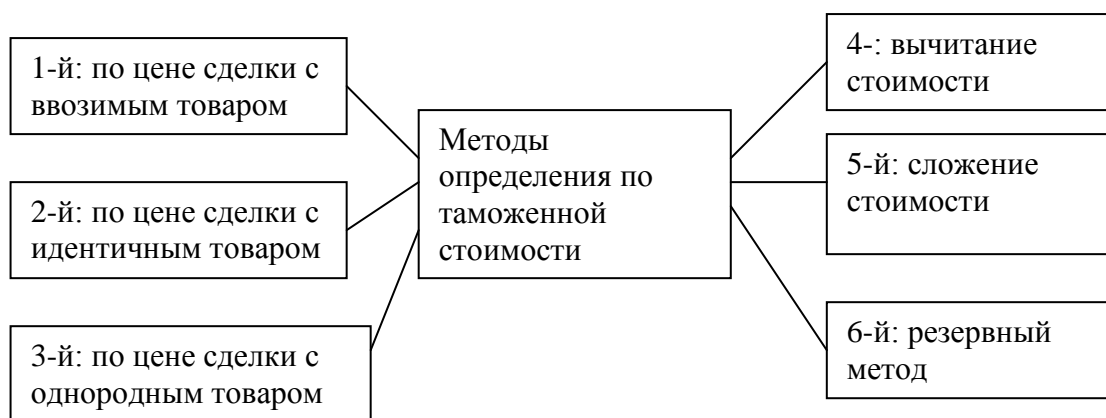 1-й: по цене сделки с
ввозимым товаром
2-й: по цене сделки с
идентичным товаром
3-й: по цене сделки с
однородным товаром
Методы
определения по
таможенной
стоимости
4-: вычитание
стоимости
5-й: сложение
стоимости
6-й: резервный
метод